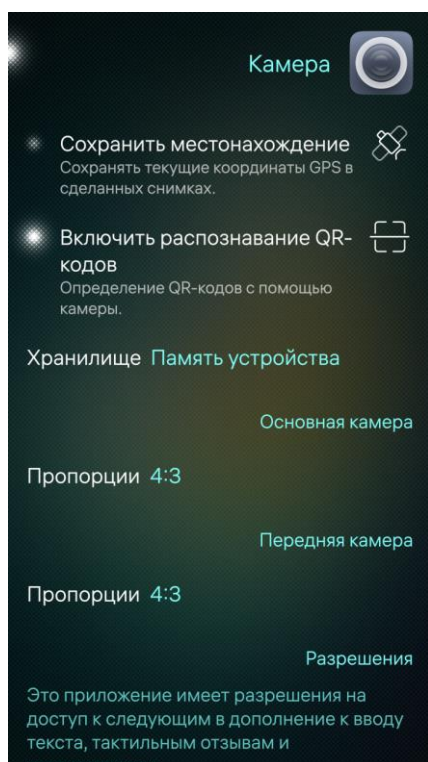 Камера
Сохранить местонахождение
Сохранять текущие координаты GPS в
сделанных снимках.
Включить распознавание QR-
кодов
Определение QR-кодов с помощью
камеры.
Хранилище Память устройства
Основная камера
Пропорции 4:3
Передняя камера
Пропорции 4:3
Разрешения
Это приложение имеет разрешения на
доступ к следующим в дополнение к вводу
текста, тактильным отзывам и